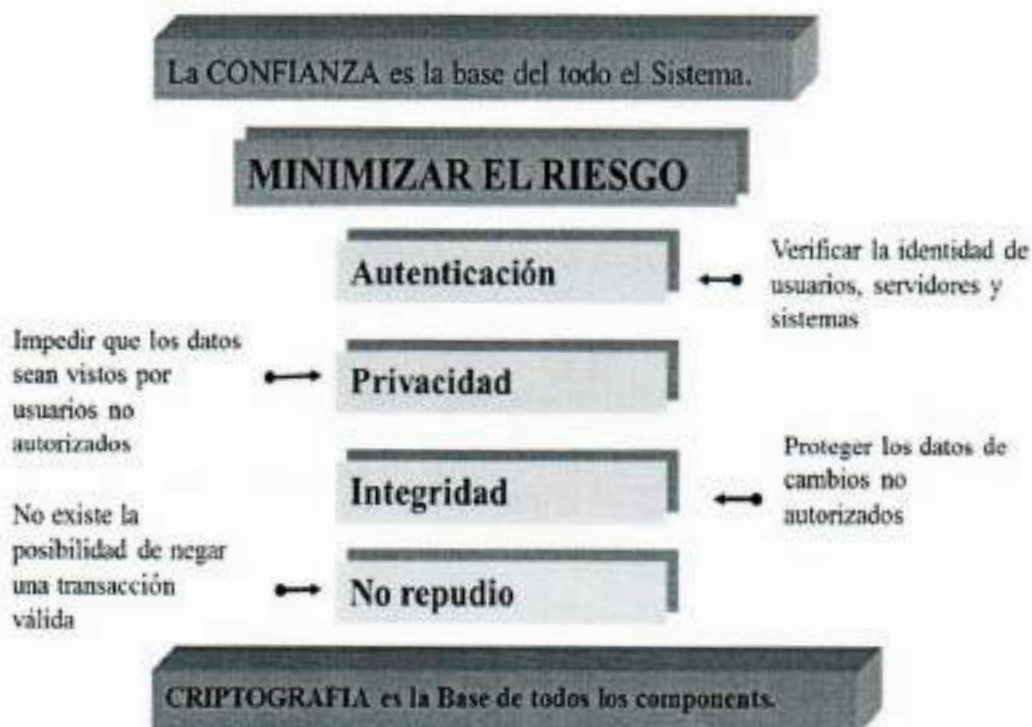 La CONFIANZA es la base del todo el Sistema.
MINIMIZAR EL RIESGO
Autenticación
Verificar la identidad de
usuarios, servidores y
sistemas
Impedir que los datos
sean vistos por
usuarios no
autorizados
Privacidad
Integridad
Proteger los datos de
cambios no
autorizados
No existe la
posibilidad de negar
una transacción
válida
No repudio
CRIPTOGRAFIA es la Base de todos los components.